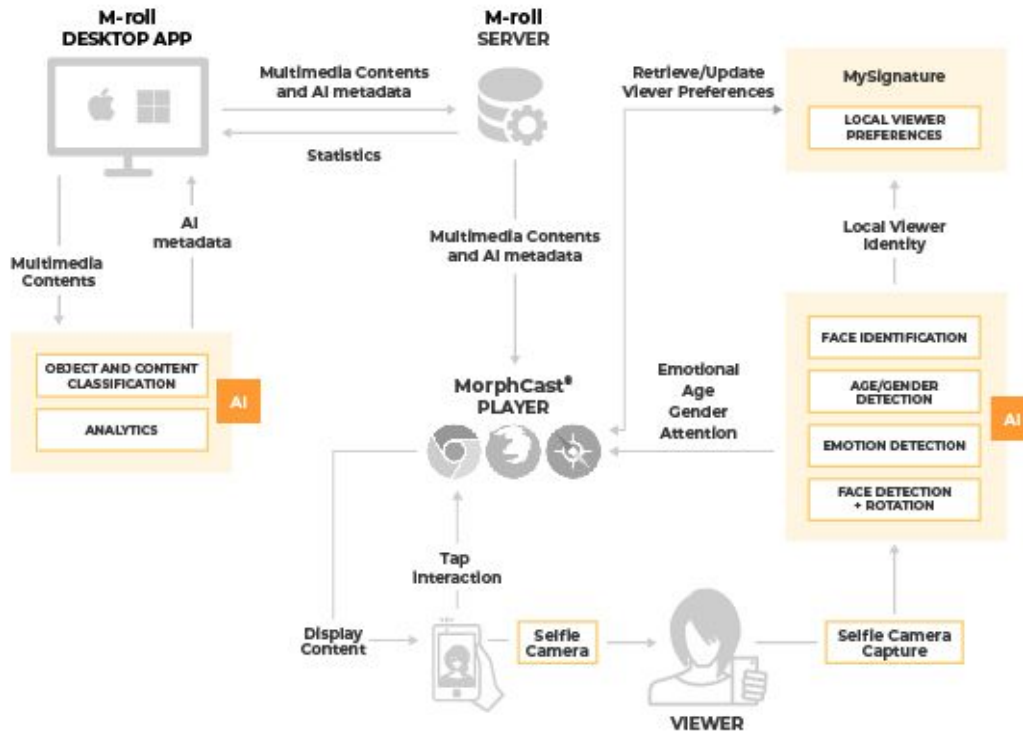 M-roll
DESKTOP APP
M-roll
SERVER
Multimedia Contents
and AI metadata
Statistics
Retrieve/Update
Viever Preferences
MySignature
LOCAL VIEWER
PREFERENCES
AI
metadata
Multimedia
Contents
Multimedia Contents
and AI metadata
Local Viewer
Identity
OBJECT AND CONTENT
CLASSIFICATION
ANALYTICS
AI
MorphCast®
PLAYER
Emotional
Age
Gender
Attention
FACE IDENTIFICATION
AGE/GENDER
DETECTION
EMOTION DETECTION
FACE DETECTION
+ ROTATION
AI
Tap
interaction
Display
Content
Selfie
Camera
Selfie Camera
Capture
VIEWER